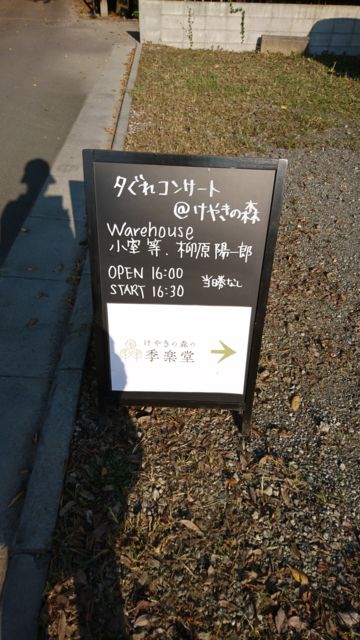 夕ぐれコンサート
@けやきの森
Warehouse
小室 等、柳原 陽一郎
OPEN 16:00
START 16:30 当日券なし
けやきの森の
季楽堂